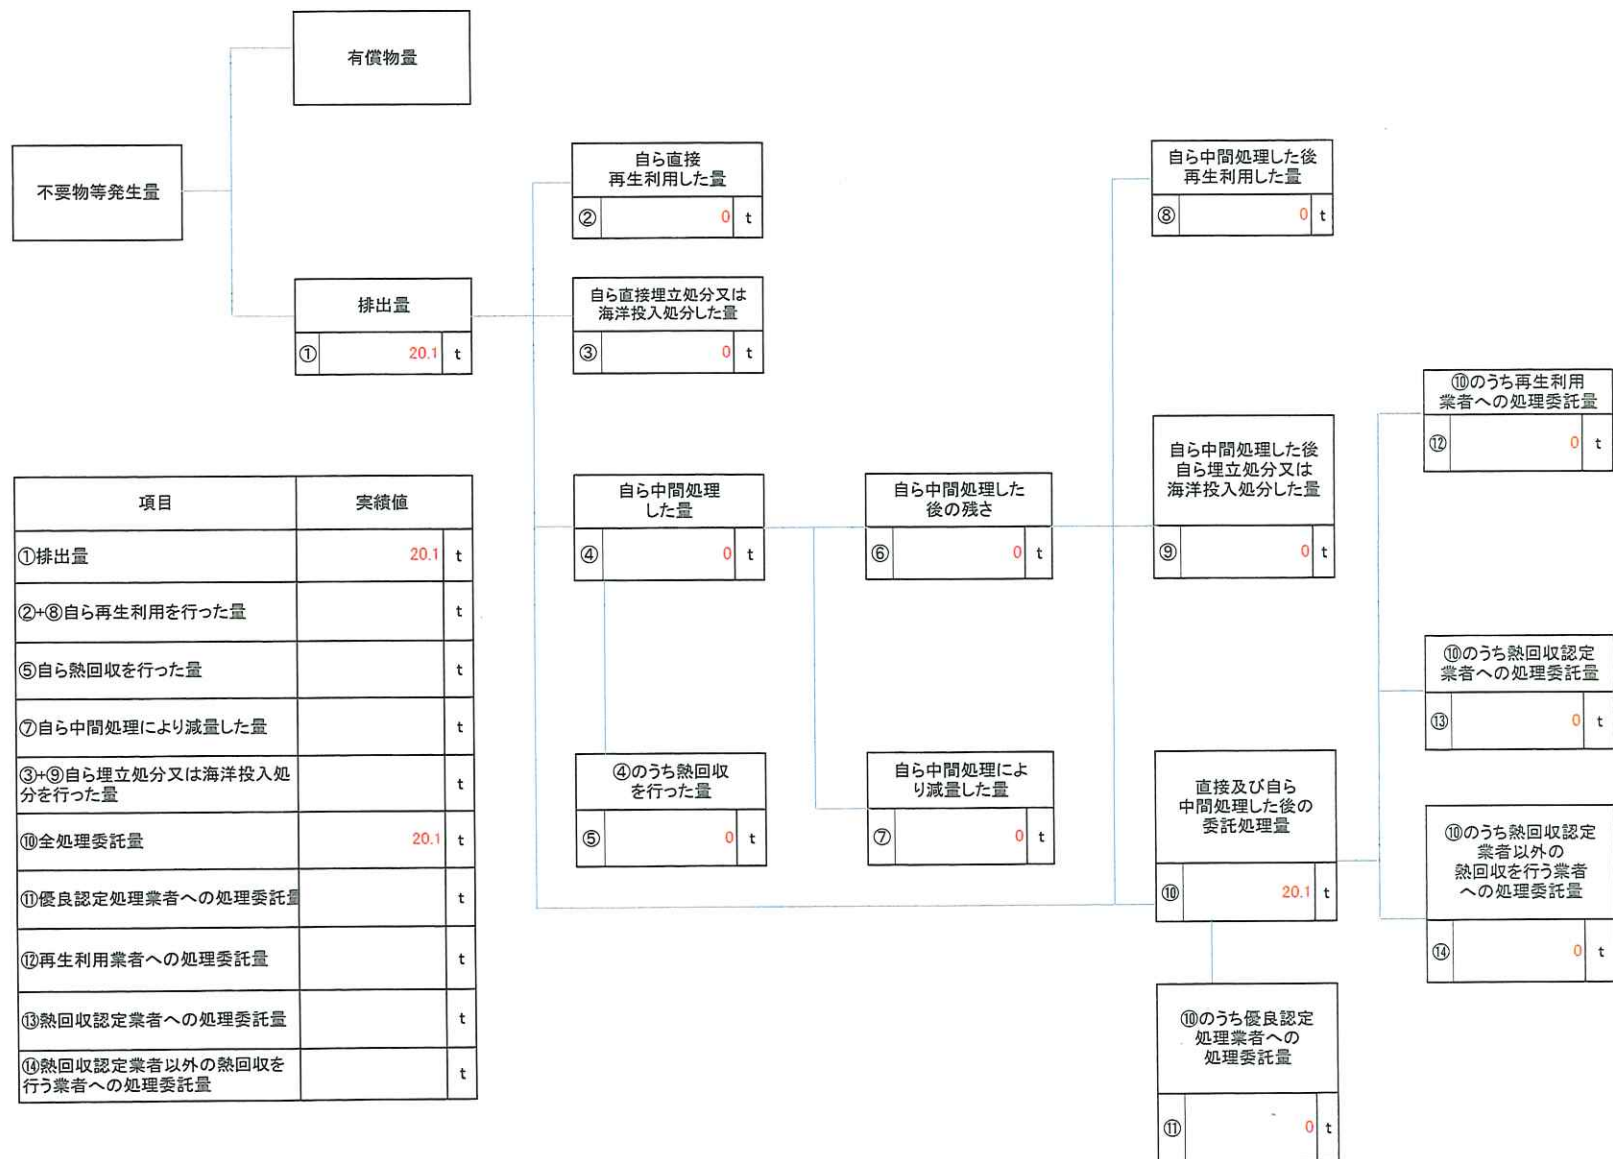 有償物量
不要物等発生量
排出量
① 20.1 t
自ら直接
再生利用した量
② 0 t
自ら直接埋立処分又は
海洋投入処分した量
③ 0 t
自ら中間処理
した量
④ 0 t
④のうち熱回収
を行った量
⑤ 0 t
自ら中間処理した
後の残さ
⑥ 0 t
自ら中間処理によ
り減量した量
⑦ 0 t
自ら中間処理した後
再生利用した量
⑧ 0 t
自ら中間処理した後
自ら埋立処分又は
海洋投入処分した量
⑨ 0 t
直接及び自ら
中間処理した後の
委託処理量
⑩ 20.1 t
⑩のうち優良認定
処理業者への
処理委託量
⑪ 0 t
⑩のうち再生利用
業者への処理委託量
⑫ 0 t
⑩のうち熱回収認定
業者への処理委託量
⑬ 0 t
⑩のうち熱回収認定
業者以外の
熱回収を行う業者
への処理委託量
⑭ 0 t
項目 実績値
①排出量 20.1 t
②+⑧自ら再生利用を行った量 t
⑤自ら熱回収を行った量 t
⑦自ら中間処理により減量した量 t
③+⑨自ら埋立処分又は海洋投入処
分を行った量 t
⑩全処理委託量 20.1 t
⑪優良認定処理業者への処理委託量 t
⑫再生利用業者への処理委託量 t
⑬熱回収認定業者への処理委託量 t
⑭熱回収認定業者以外の熱回収を
行う業者への処理委託量 t